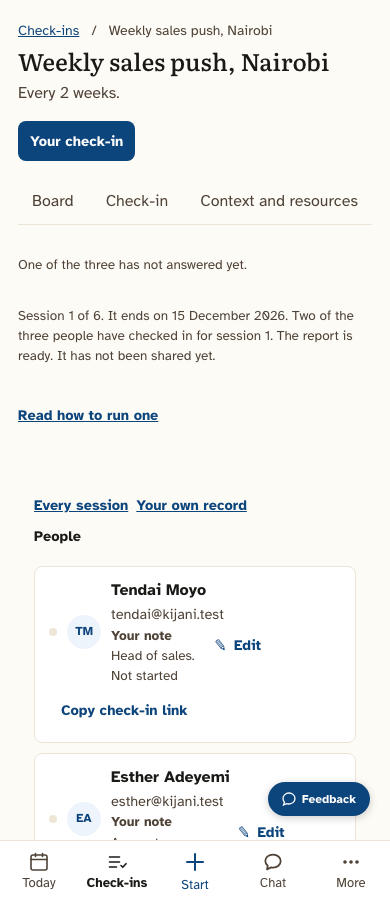 Check-ins / Weekly sales push, Nairobi
Weekly sales push, Nairobi
Every 2 weeks.
Your check-in
Board Check-in Context and resources
One of the three has not answered yet.
Session 1 of 6. It ends on 15 December 2026. Two of the
three people have checked in for session 1. The report is
ready. It has not been shared yet.
Read how to run one
Every session Your own record
People
Tendai Moyo
tendai@kijani.test
TM
Your note
Head of sales.
Edit
Not started
Copy check-in link
Esther Adeyemi
esther@kijani.test
EA
Your note
Edit
Feedback
Today Check-ins Start Chat More